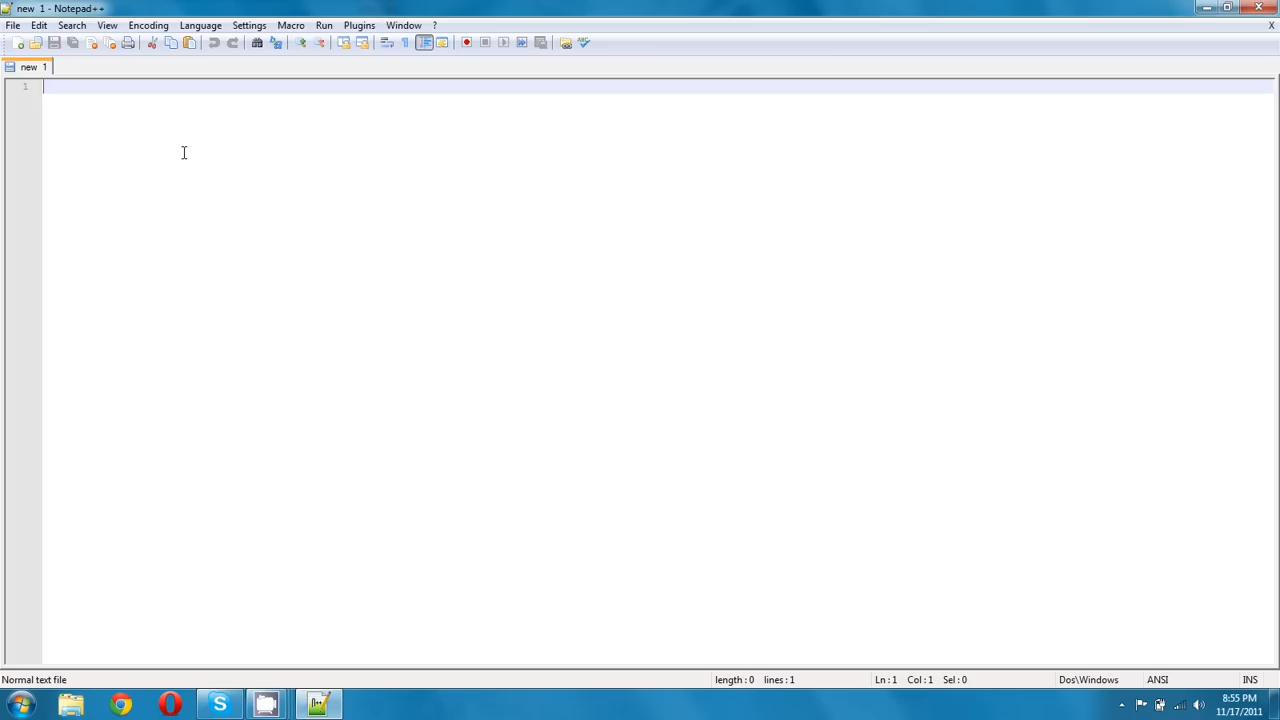 new 1 - Notepad++
File Edit Search View Encoding Language Settings Macro Run Plugins Window ?
X
new 1
1
Normal text file
length : 0 lines : 1
Ln : 1 Col : 1 Sel : 0
Dos\Windows
ANSI
INS
8:55 PM
11/17/2011